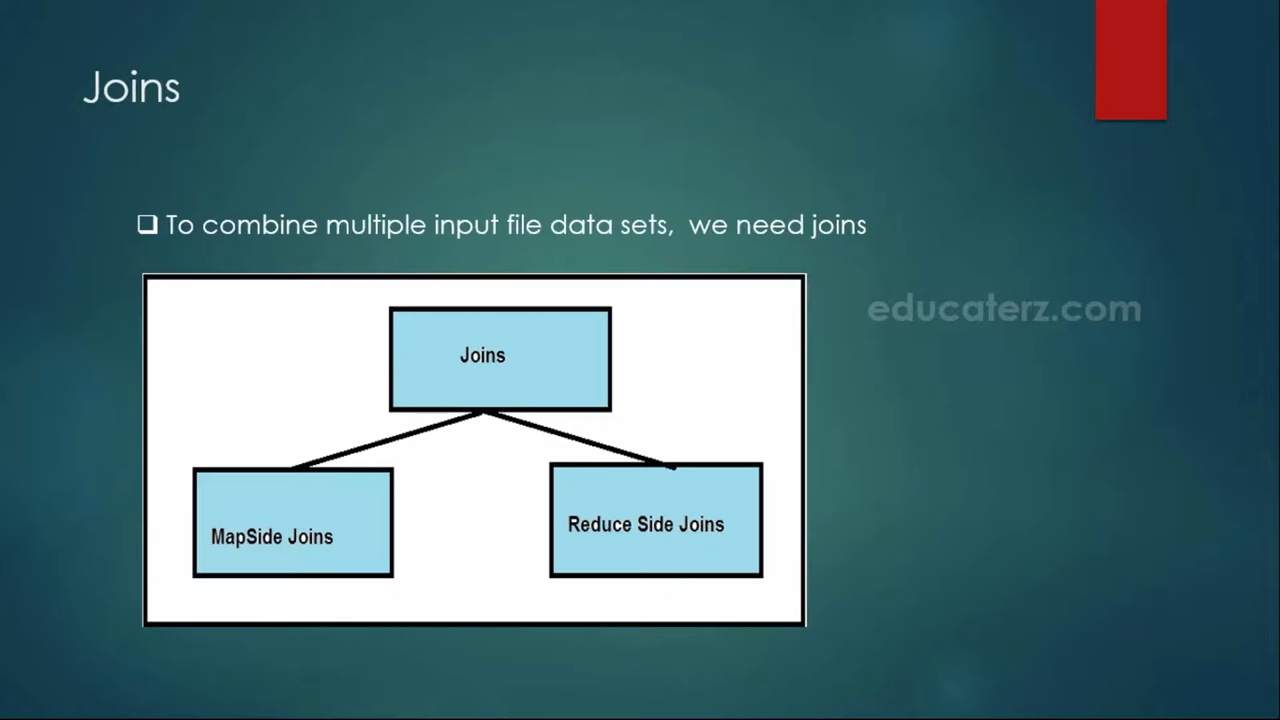 Joins
❑ To combine multiple input file data sets, we need joins
educaterz.com
Joins
MapSide Joins
Reduce Side Joins